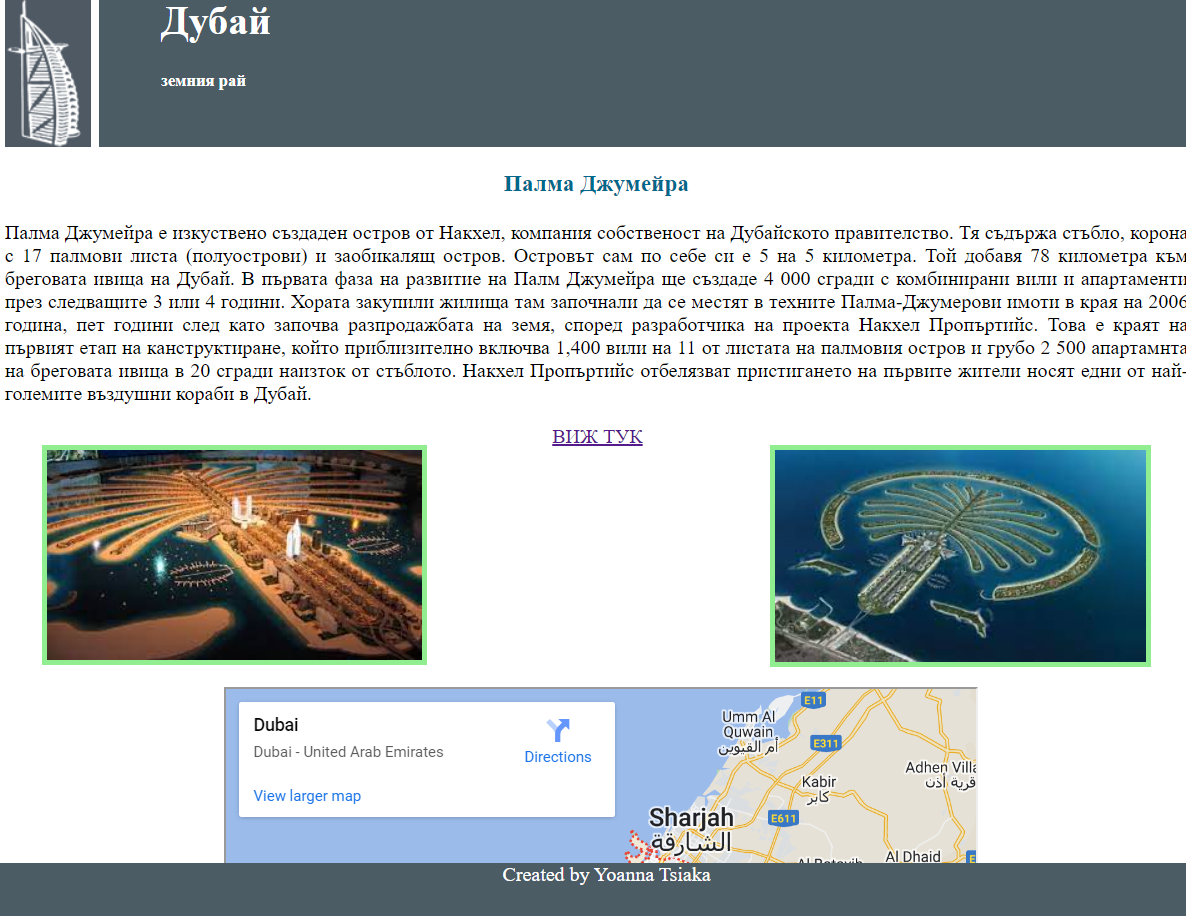 Дубай
земния рай
Палма Джумейра
Палма Джумейра е изкуствено създаден остров от Накхел, компания собственост на Дубайското правителство. Тя съдържа стъбло, корона
с 17 палмови листа (полуострови) и заобикалящ остров. Островът сам по себе си е 5 на 5 километра. Той добавя 78 километра към
бреговата ивица на Дубай. В първата фаза на развитие на Палм Джумейра ще създаде 4 000 сгради с комбинирани вили и апартаменти
през следващите 3 или 4 години. Хората закупили жилища там започнали да се местят в техните Палма-Джумерови имоти в края на 2006
година, пет години след като започва разпродажбата на земя, според разработчика на проекта Накхел Пропъртийс. Това е краят на
първият етап на канструктиране, който приблизително включва 1,400 вили на 11 от листата на палмовия остров и грубо 2 500 апартамнта
на бреговата ивица в 20 сгради наизток от стъблото. Накхел Пропъртийс отбелязват пристигането на първите жители носят едни от най-
големите въздушни кораби в Дубай.
ВИЖ ТУК
Dubai
Dubai - United Arab Emirates
Directions
View larger map
E11
Umm Al
Quwain
أم القيوين
E311
Adhen Villa
قرية أذن
Kabir
كابر
Sharjah
الشارقة
E611
Al Dhaid
Created by Yoanna Tsiaka